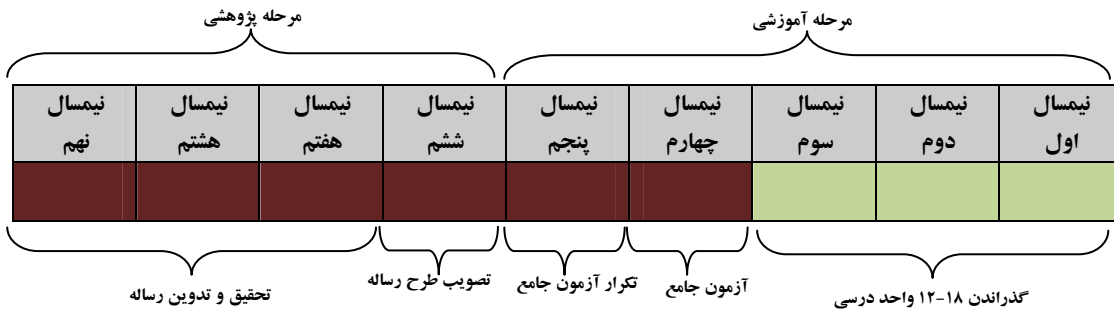 مرحله آموزشی
مرحله پژوهشی
نیمسال اول
نیمسال دوم
نیمسال سوم
نیمسال چهارم
نیمسال پنجم
نیمسال ششم
نیمسال هفتم
نیمسال هشتم
نیمسال نهم
گذراندن ۱۸-۱۲ واحد درسی
آزمون جامع
تکرار آزمون جامع
تصویب طرح رساله
تحقیق و تدوین رساله